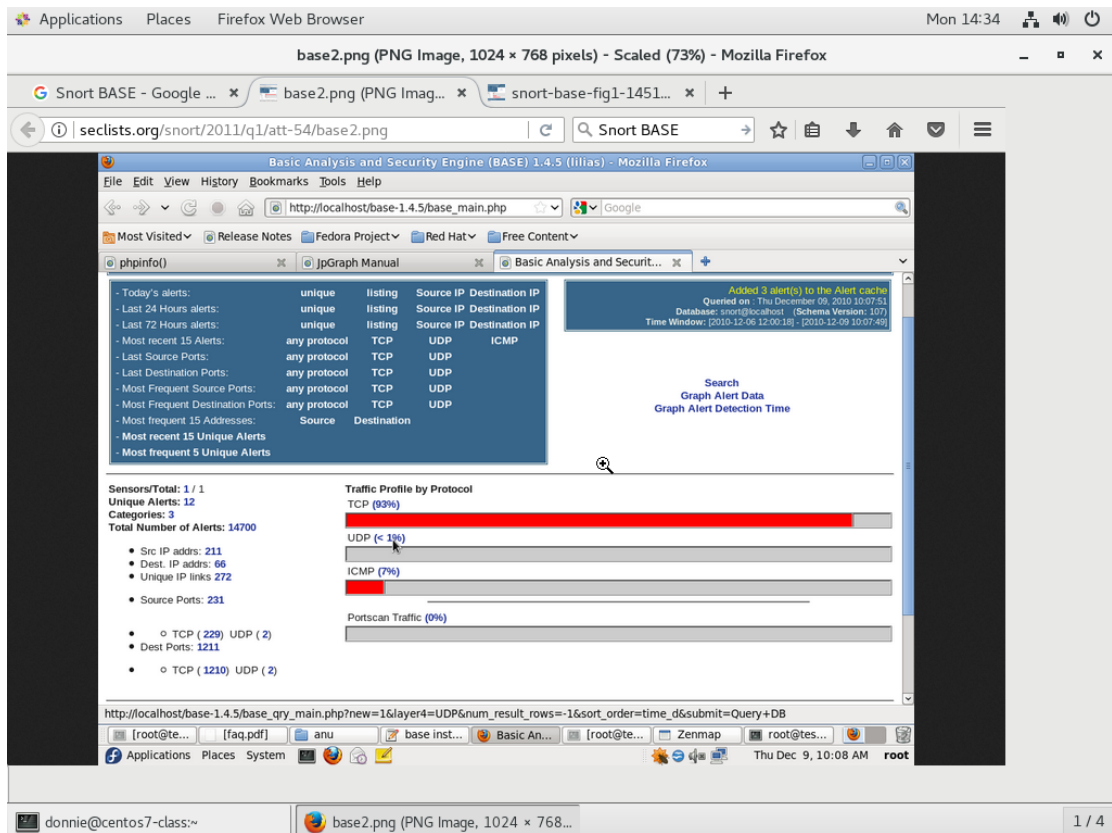 Applications Places Firefox Web Browser Mon 14:34
base2.png (PNG Image, 1024 × 768 pixels) - Scaled (73%) - Mozilla Firefox
Snort BASE - Google ... base2.png (PNG Imag... snort-base-fig1-1451...
seclists.org/snort/2011/q1/att-54/base2.png Snort BASE
Basic Analysis and Security Engine (BASE) 1.4.5 (lilias) - Mozilla Firefox
File Edit View History Bookmarks Tools Help
http://localhost/base-1.4.5/base_main.php Google
Most Visited Release Notes Fedora Project Red Hat Free Content
phpinfo() JpGraph Manual Basic Analysis and Securit...
- Today's alerts: unique listing Source IP Destination IP
- Last 24 Hours alerts: unique listing Source IP Destination IP
- Last 72 Hours alerts: unique listing Source IP Destination IP
- Most recent 15 Alerts: any protocol TCP UDP ICMP
- Last Source Ports: any protocol TCP UDP
- Last Destination Ports: any protocol TCP UDP
- Most Frequent Source Ports: any protocol TCP UDP
- Most Frequent Destination Ports: any protocol TCP UDP
- Most frequent 15 Addresses: Source Destination
- Most recent 15 Unique Alerts
- Most frequent 5 Unique Alerts
Added 3 alert(s) to the Alert cache
Queried on : Thu December 09, 2010 10:07:51
Database: snort@localhost (Schema Version: 107)
Time Window: [2010-12-06 12:00:18] - [2010-12-09 10:07:49]
Search
Graph Alert Data
Graph Alert Detection Time
Sensors/Total: 1 / 1
Unique Alerts: 12
Categories: 3
Total Number of Alerts: 14700
Src IP addrs: 211
Dest. IP addrs: 66
Unique IP links 272
Source Ports: 231
TCP ( 229) UDP ( 2)
Dest Ports: 1211
TCP ( 1210) UDP ( 2)
Traffic Profile by Protocol
TCP (93%)
UDP (< 1%)
ICMP (7%)
Portscan Traffic (0%)
http://localhost/base-1.4.5/base_qry_main.php?new=1&layer4=UDP&num_result_rows=-1&sort_order=time_d&submit=Query+DB
[root@te... [faq.pdf] anu base inst... Basic An... [root@te... Zenmap root@tes...
Applications Places System Thu Dec 9, 10:08 AM root
donnie@centos7-class:~ base2.png (PNG Image, 1024 × 768... 1 / 4